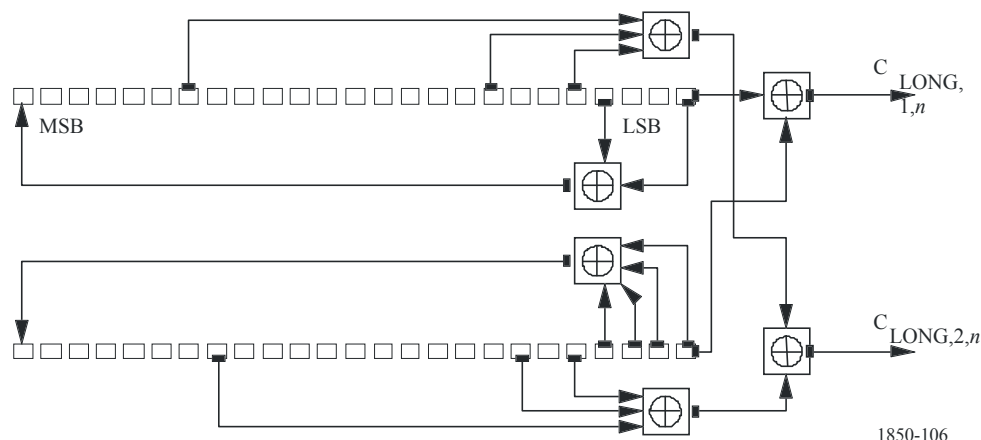 C
LONG,
1,n
MSB
LSB
C
LONG,2,n
1850-106